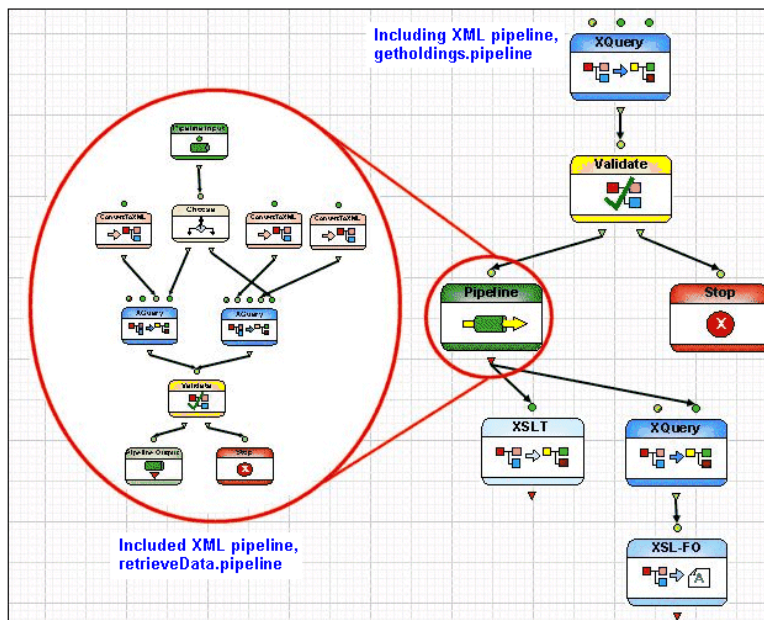 Including XML pipeline,
getholdings.pipeline
XQuery
Validate
Pipeline
Stop
XSLT
XQuery
XSL-FO
A
Pipeline Input
ConvertToXML
Choose
ConvertToXML
ConvertToXML
XQuery
XQuery
Validate
Pipeline Output
Stop
Included XML pipeline,
retrieveData.pipeline